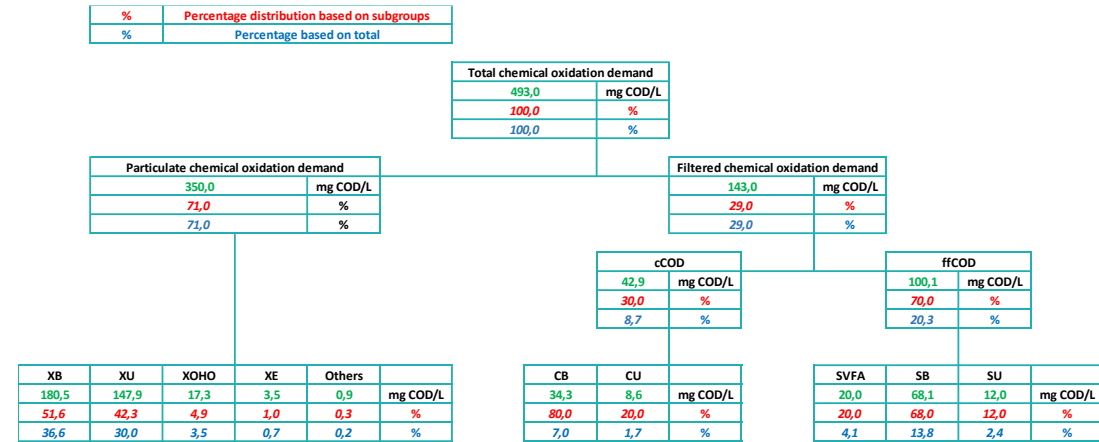 % Percentage distribution based on subgroups
% Percentage based on total
Total chemical oxidation demand
493,0 mg COD/L
100,0 %
100,0 %
Particulate chemical oxidation demand
350,0 mg COD/L
71,0 %
71,0 %
Filtered chemical oxidation demand
143,0 mg COD/L
29,0 %
29,0 %
cCOD
42,9 mg COD/L
30,0 %
8,7 %
ffCOD
100,1 mg COD/L
70,0 %
20,3 %
XB XU XOHO XE Others
180,5 147,9 17,3 3,5 0,9 mg COD/L
51,6 42,3 4,9 1,0 0,3 %
36,6 30,0 3,5 0,7 0,2 %
CB CU
34,3 8,6 mg COD/L
80,0 20,0 %
7,0 1,7 %
SVFA SB SU
20,0 68,1 12,0 mg COD/L
20,0 68,0 12,0 %
4,1 13,8 2,4 %